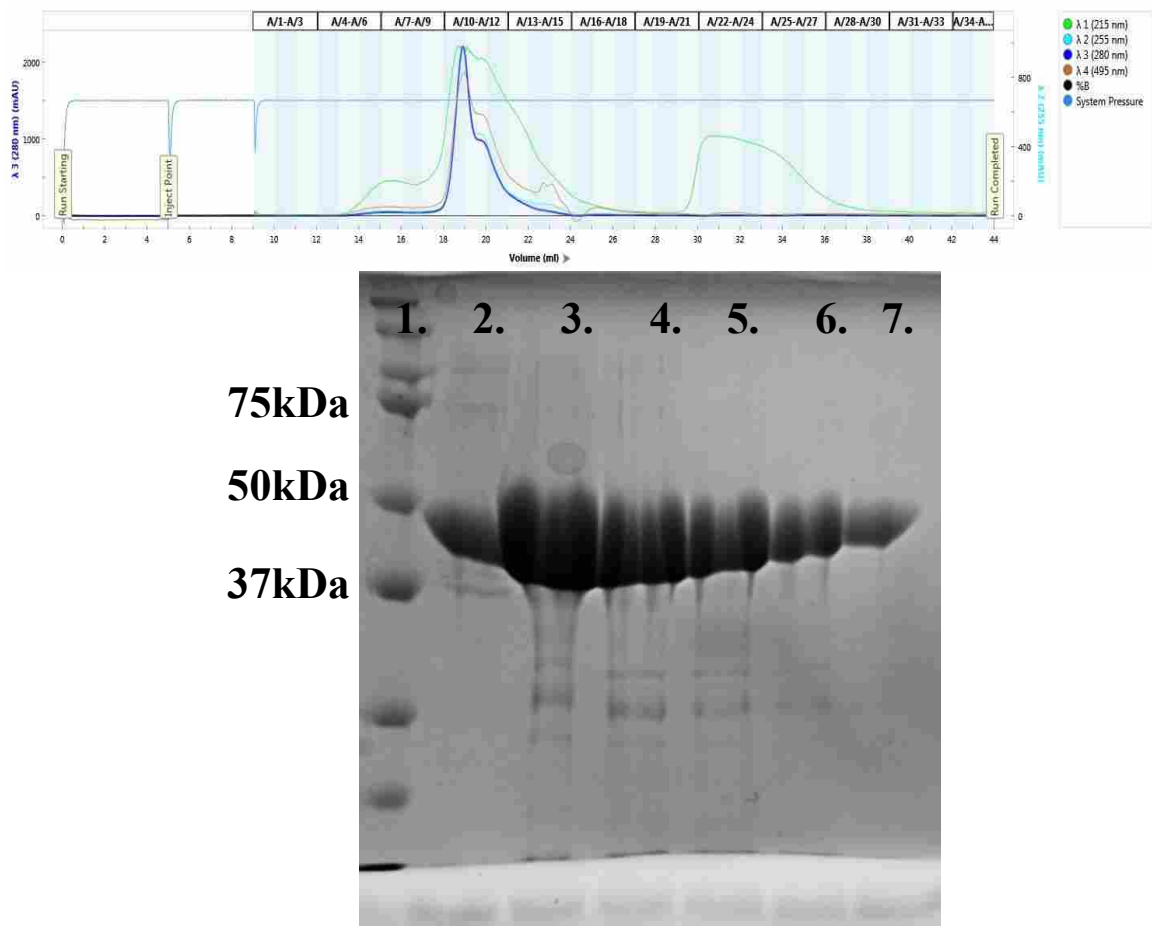 A/1-A/3 A/4-A/6 A/7-A/9 A/10-A/12 A/13-A/15 A/16-A/18 A/19-A/21 A/22-A/24 A/25-A/27 A/28-A/30 A/31-A/33 A/34-A...
λ 1 (215 nm)
λ 2 (255 nm)
λ 3 (280 nm)
λ 4 (495 nm)
%B
System Pressure
λ 3 (280 nm) (mAU)
2000
1000
0
Run Starting
Inject Point
Run Completed
800
400
0
λ 2 (255 nm) (mAU)
0 2 4 6 8 10 12 14 16 18 20 22 24 26 28 30 32 34 36 38 40 42 44
Volume (ml)
1. 2. 3. 4. 5. 6. 7.
75kDa
50kDa
37kDa